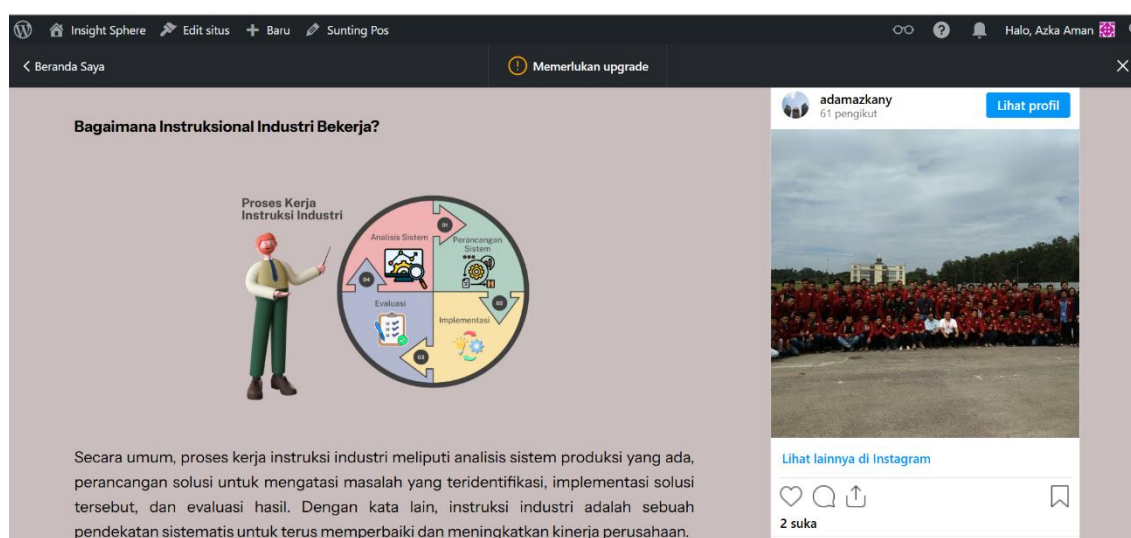 Insight Sphere Edit situs Baru Sunting Pos Halo, Azka Aman
Beranda Saya Memerlukan upgrade
Bagaimana Instruksional Industri Bekerja?
Proses Kerja
Instruksi Industri
Analisis Sistem
01
Perancangan
Sistem
04
02
Evaluasi
Implementasi
03
Secara umum, proses kerja instruksi industri meliputi analisis sistem produksi yang ada,
perancangan solusi untuk mengatasi masalah yang teridentifikasi, implementasi solusi
tersebut, dan evaluasi hasil. Dengan kata lain, instruksi industri adalah sebuah
pendekatan sistematis untuk terus memperbaiki dan meningkatkan kinerja perusahaan.
adamazkany
61 pengikut
Lihat profil
Lihat lainnya di Instagram
2 suka